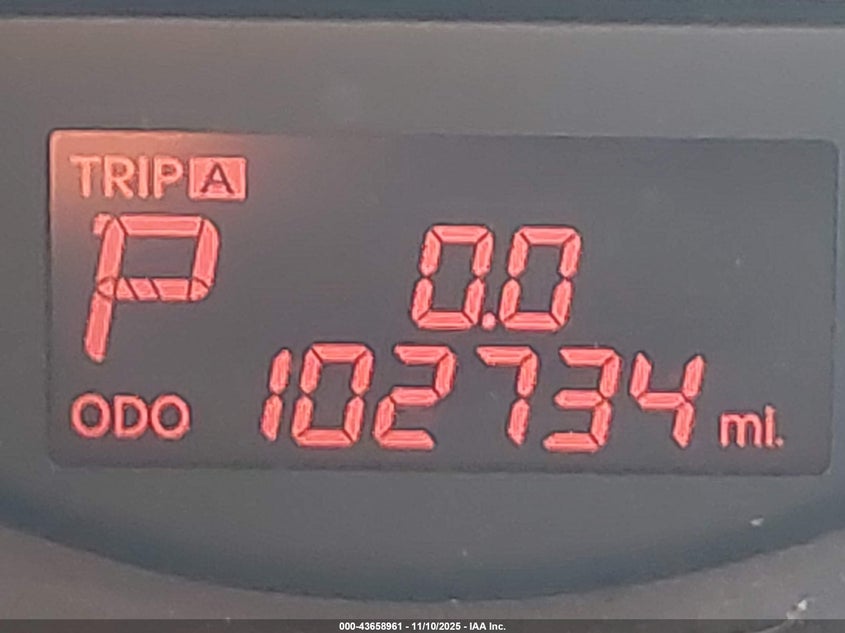 TRIP A
P 0.0
ODO 102734 mi.
000-43658961 - 11/10/2025 - IAA Inc.